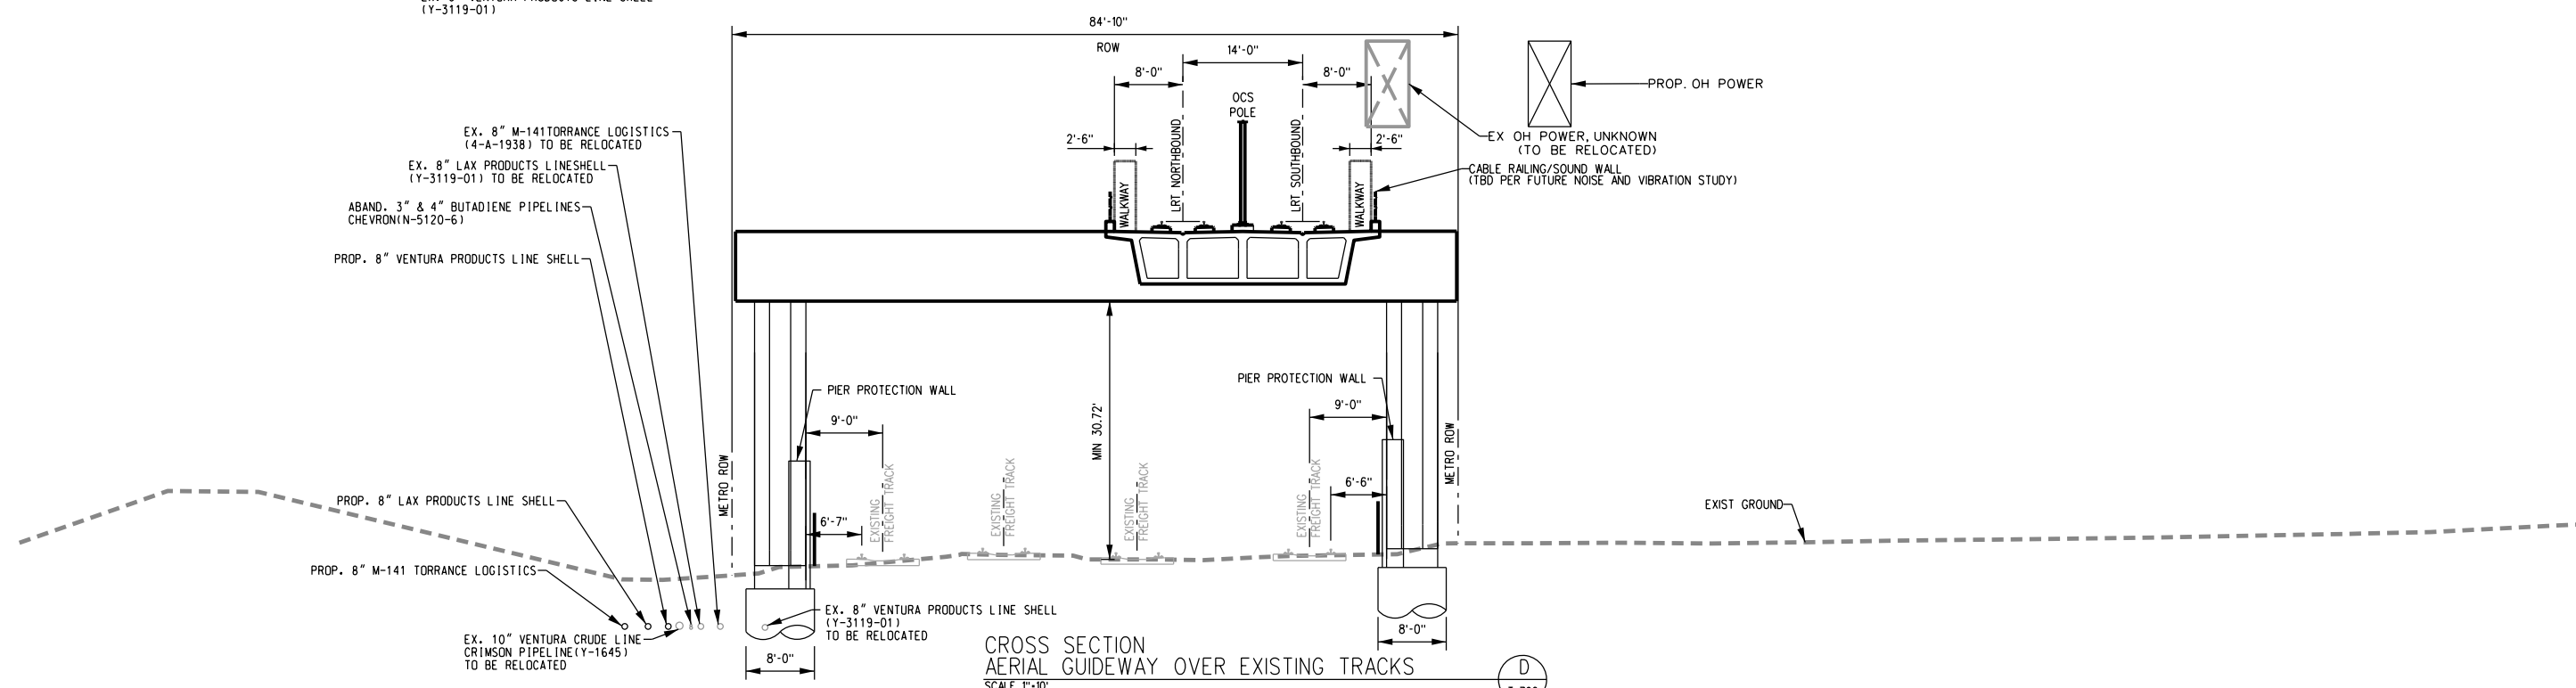 (Y-3119-01)
84'-10"
ROW
14'-0"
8'-0"
8'-0"
OCS
POLE
2'-6"
2'-6"
LRT NORTHBOUND
LRT SOUTHBOUND
WALKWAY
WALKWAY
PROP. OH POWER
EX OH POWER, UNKNOWN
(TO BE RELOCATED)
CABLE RAILING/SOUND WALL
(TBD PER FUTURE NOISE AND VIBRATION STUDY)
EX. 8" M-141TORRANCE LOGISTICS
(4-A-1938) TO BE RELOCATED
EX. 8" LAX PRODUCTS LINESHELL
(Y-3119-01) TO BE RELOCATED
ABAND. 3" & 4" BUTADIENE PIPELINES
CHEVRON(N-5120-6)
PROP. 8" VENTURA PRODUCTS LINE SHELL
PIER PROTECTION WALL
PIER PROTECTION WALL
9'-0"
9'-0"
MIN 30.72'
METRO ROW
METRO ROW
6'-7"
6'-6"
EXISTING
FREIGHT TRACK
EXISTING
FREIGHT TRACK
EXISTING
FREIGHT TRACK
EXISTING
FREIGHT TRACK
EXIST GROUND
PROP. 8" LAX PRODUCTS LINE SHELL
PROP. 8" M-141 TORRANCE LOGISTICS
EX. 10" VENTURA CRUDE LINE
CRIMSON PIPELINE(Y-1645)
TO BE RELOCATED
EX. 8" VENTURA PRODUCTS LINE SHELL
(Y-3119-01)
TO BE RELOCATED
8'-0"
8'-0"
CROSS SECTION
AERIAL GUIDEWAY OVER EXISTING TRACKS
SCALE 1"=10'
D